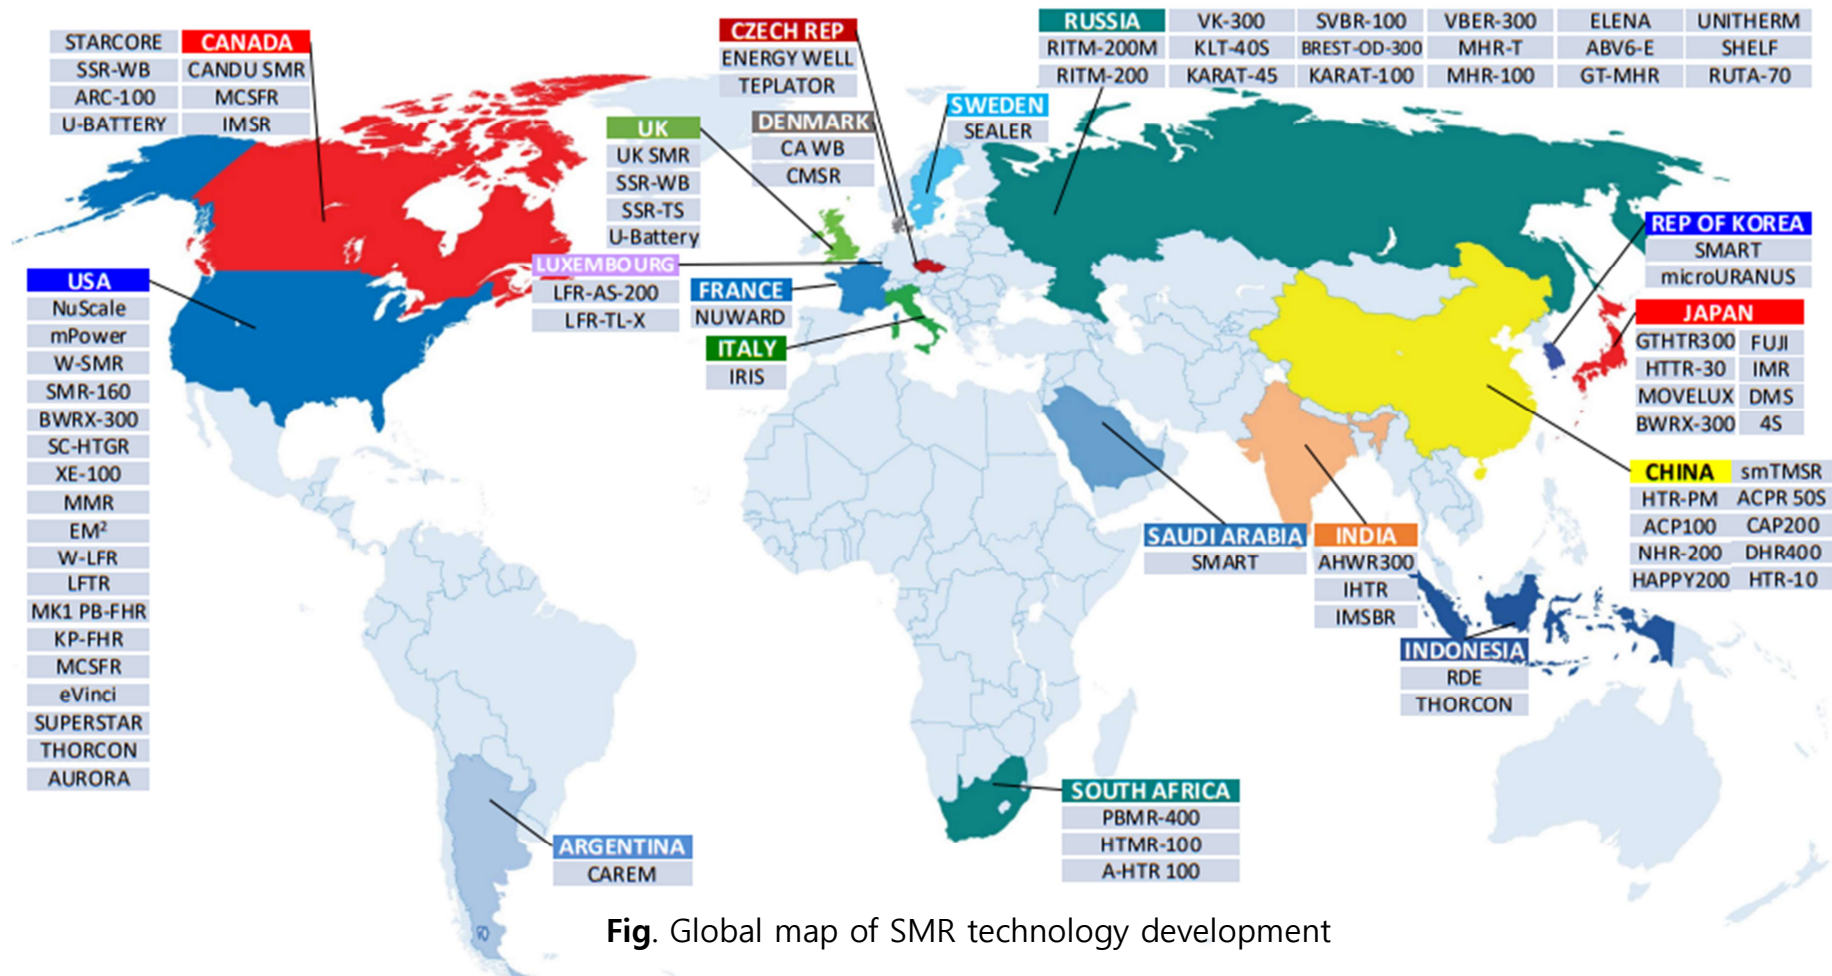 STARCORE CANADA
SSR-WB CANDU SMR
ARC-100 MCSFR
U-BATTERY IMSR
CZECH REP
ENERGY WELL
TEPLATOR
RUSSIA VK-300 SVBR-100 VBER-300 ELENA UNITHERM
RITM-200M KLT-40S BREST-OD-300 MHR-T ABV6-E SHELF
RITM-200 KARAT-45 KARAT-100 MHR-100 GT-MHR RUTA-70
SWEDEN
SEALER
DENMARK
CA WB
CMSR
UK
UK SMR
SSR-WB
SSR-TS
U-Battery
LUXEMBOURG
LFR-AS-200
LFR-TL-X
FRANCE
NUWARD
ITALY
IRIS
REP OF KOREA
SMART
microURANUS
JAPAN
GTHTR300 FUJI
HTTR-30 IMR
MOVELUX DMS
BWRX-300 4S
USA
NuScale
mPower
W-SMR
SMR-160
BWRX-300
SC-HTGR
XE-100
MMR
EM²
W-LFR
LFTR
MK1 PB-FHR
KP-FHR
MCSFR
eVinci
SUPERSTAR
THORCON
AURORA
CHINA smTMSR
HTR-PM ACPR 50S
ACP100 CAP200
NHR-200 DHR400
HAPPY200 HTR-10
SAUDI ARABIA
SMART
INDIA
AHWR300
IHTR
IMSBR
INDONESIA
RDE
THORCON
SOUTH AFRICA
PBMR-400
HTMR-100
A-HTR 100
ARGENTINA
CAREM
Fig. Global map of SMR technology development